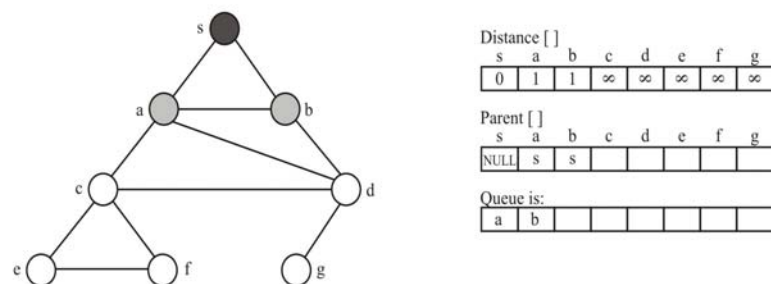 s
a b
c d
e f g
Distance [ ]
s a b c d e f g
0 1 1 ∞ ∞ ∞ ∞ ∞
Parent [ ]
s a b c d e f g
NULL s s
Queue is:
a b